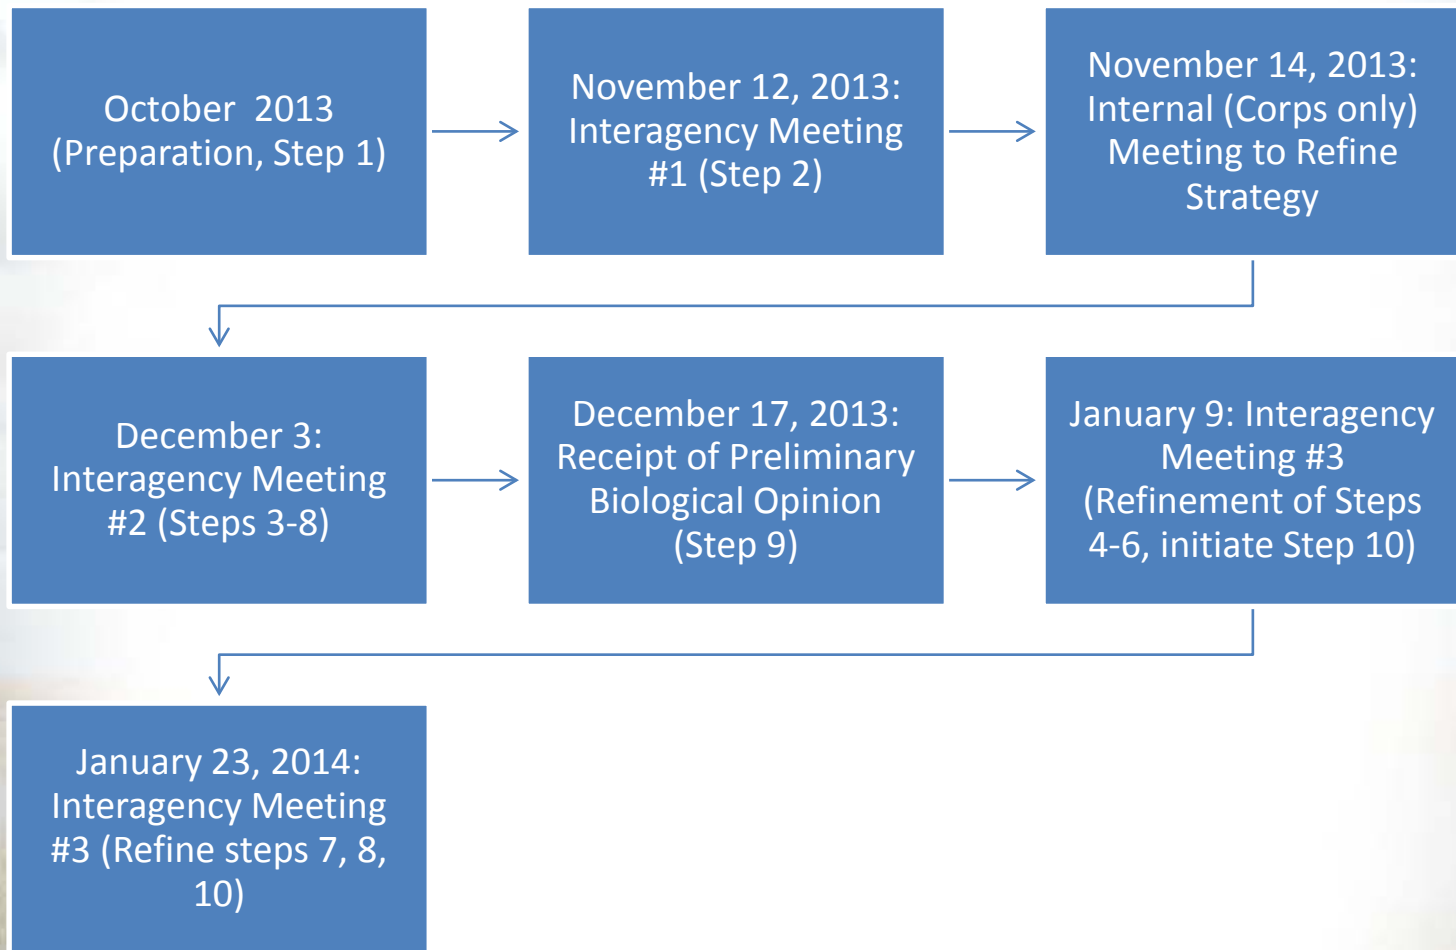 October 2013
(Preparation, Step 1)
November 12, 2013:
Interagency Meeting
#1 (Step 2)
November 14, 2013:
Internal (Corps only)
Meeting to Refine
Strategy
December 3:
Interagency Meeting
#2 (Steps 3-8)
December 17, 2013:
Receipt of Preliminary
Biological Opinion
(Step 9)
January 9: Interagency
Meeting #3
(Refinement of Steps
4-6, initiate Step 10)
January 23, 2014:
Interagency Meeting
#3 (Refine steps 7, 8,
10)